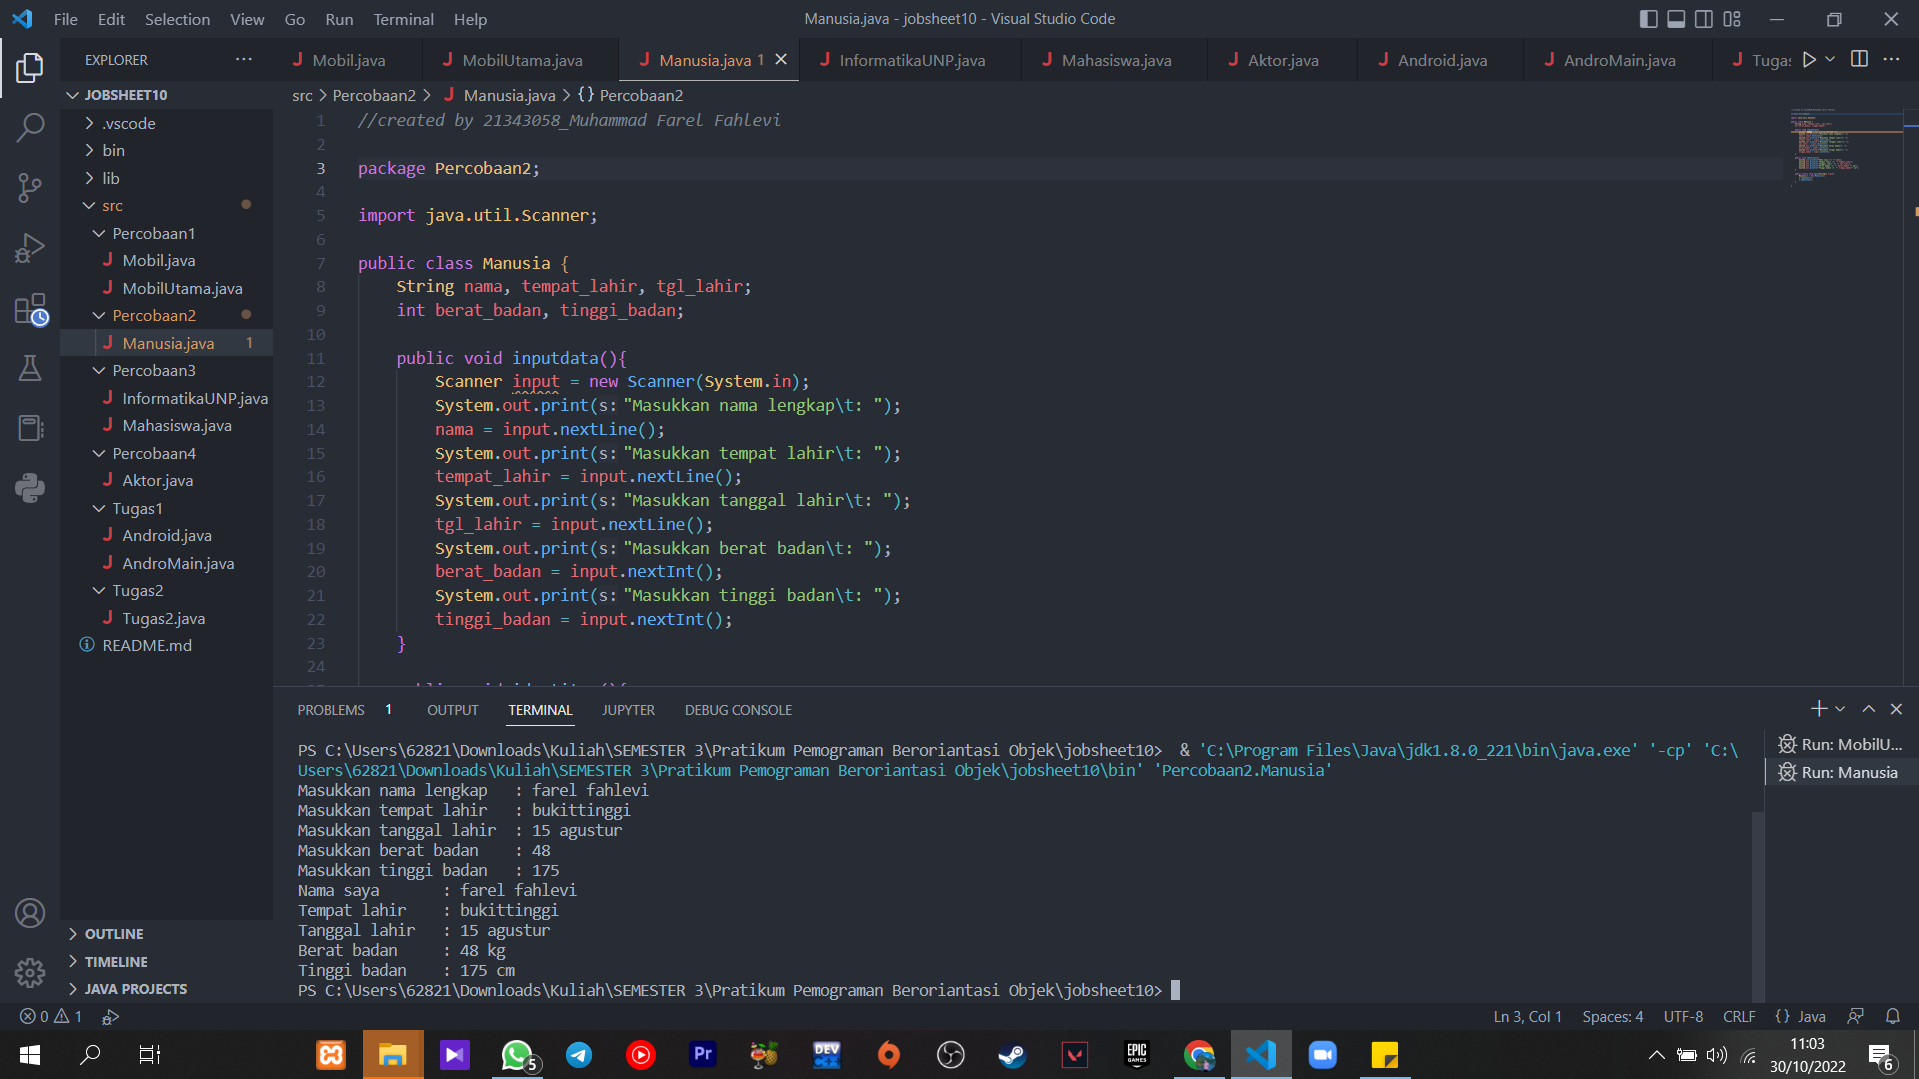 File Edit Selection View Go Run Terminal Help
Manusia.java - jobsheet10 - Visual Studio Code
EXPLORER
Mobil.java
MobilUtama.java
Manusia.java 1
InformatikaUNP.java
Mahasiswa.java
Aktor.java
Android.java
AndroMain.java
Tugas
JOBSHEET10
.vscode
bin
lib
src
Percobaan1
Mobil.java
MobilUtama.java
Percobaan2
Manusia.java 1
Percobaan3
InformatikaUNP.java
Mahasiswa.java
Percobaan4
Aktor.java
Tugas1
Android.java
AndroMain.java
Tugas2
Tugas2.java
README.md
OUTLINE
TIMELINE
JAVA PROJECTS
src > Percobaan2 > Manusia.java > {} Percobaan2
1 //created by 21343058_Muhammad Farel Fahlevi
2
3 package Percobaan2;
4
5 import java.util.Scanner;
6
7 public class Manusia {
8 String nama, tempat_lahir, tgl_lahir;
9 int berat_badan, tinggi_badan;
10
11 public void inputdata(){
12 Scanner input = new Scanner(System.in);
13 System.out.print(s: "Masukkan nama lengkap\t: ");
14 nama = input.nextLine();
15 System.out.print(s: "Masukkan tempat lahir\t: ");
16 tempat_lahir = input.nextLine();
17 System.out.print(s: "Masukkan tanggal lahir\t: ");
18 tgl_lahir = input.nextLine();
19 System.out.print(s: "Masukkan berat badan\t: ");
20 berat_badan = input.nextInt();
21 System.out.print(s: "Masukkan tinggi badan\t: ");
22 tinggi_badan = input.nextInt();
23 }
24
PROBLEMS 1 OUTPUT TERMINAL JUPYTER DEBUG CONSOLE
PS C:\Users\62821\Downloads\Kuliah\SEMESTER 3\Pratikum Pemograman Beroriantasi Objek\jobsheet10> & 'C:\Program Files\Java\jdk1.8.0_221\bin\java.exe' '-cp' 'C:\
Users\62821\Downloads\Kuliah\SEMESTER 3\Pratikum Pemograman Beroriantasi Objek\jobsheet10\bin' 'Percobaan2.Manusia'
Masukkan nama lengkap : farel fahlevi
Masukkan tempat lahir : bukittinggi
Masukkan tanggal lahir : 15 agustur
Masukkan berat badan : 48
Masukkan tinggi badan : 175
Nama saya : farel fahlevi
Tempat lahir : bukittinggi
Tanggal lahir : 15 agustur
Berat badan : 48 kg
Tinggi badan : 175 cm
PS C:\Users\62821\Downloads\Kuliah\SEMESTER 3\Pratikum Pemograman Beroriantasi Objek\jobsheet10>
Run: MobilU...
Run: Manusia
0 1
Ln 3, Col 1 Spaces: 4 UTF-8 CRLF {} Java
5
Pr
DEV C++
EPIC GAMES
11:03
30/10/2022
6